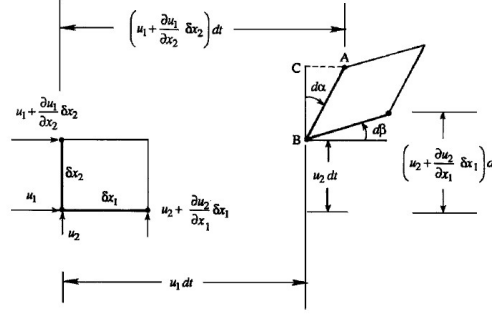 (u₁ + ∂u₁/∂x₂ δx₂) dt
C
A
dα
u₁ + ∂u₁/∂x₂ δx₂
B
dβ
δx₂
u₂ dt
(u₂ + ∂u₂/∂x₁ δx₁) d
u₁
δx₁
u₂ + ∂u₂/∂x₁ δx₁
u₂
u₁ dt